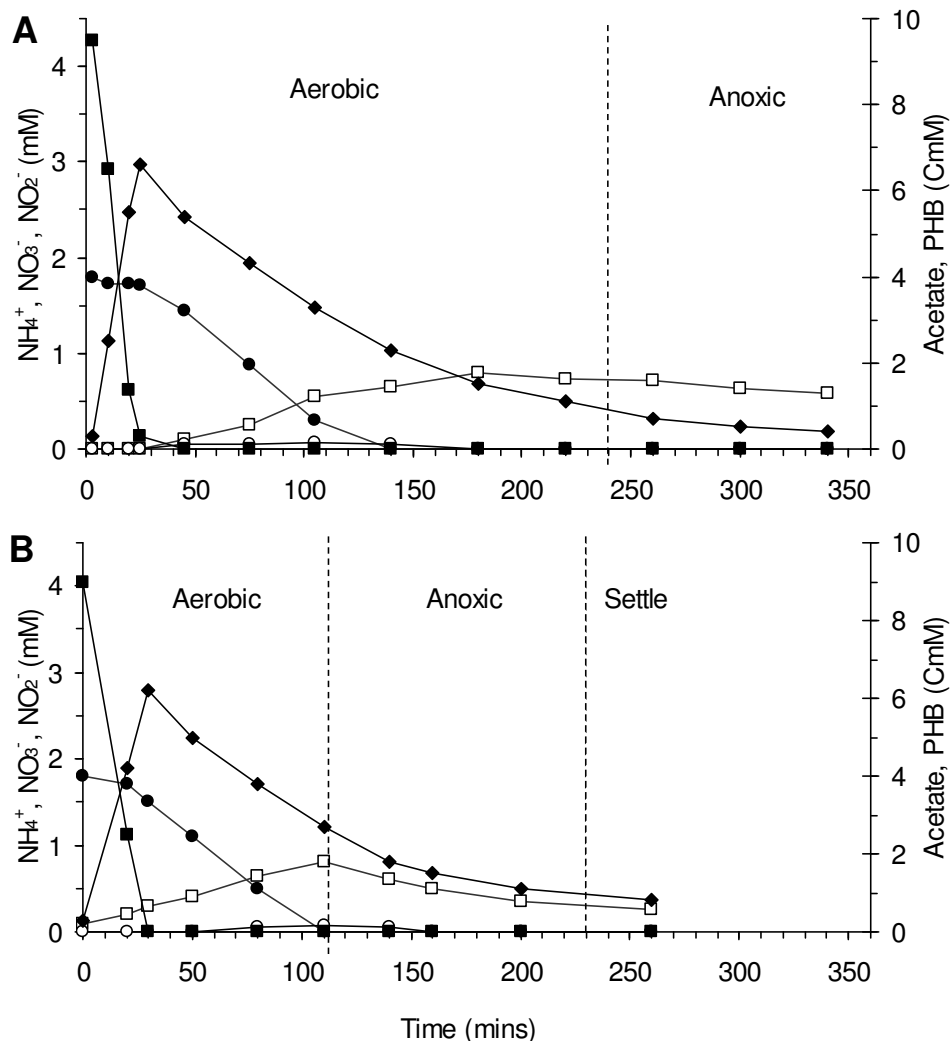 A
Aerobic
Anoxic
NH₄⁺, NO₃⁻, NO₂⁻ (mM)
0
1
2
3
4
Acetate, PHB (CmM)
0
2
4
6
8
10
0 50 100 150 200 250 300 350
B
Aerobic
Anoxic
Settle
NH₄⁺, NO₃⁻, NO₂⁻ (mM)
0
1
2
3
4
Acetate, PHB (CmM)
0
2
4
6
8
10
0 50 100 150 200 250 300 350
Time (mins)